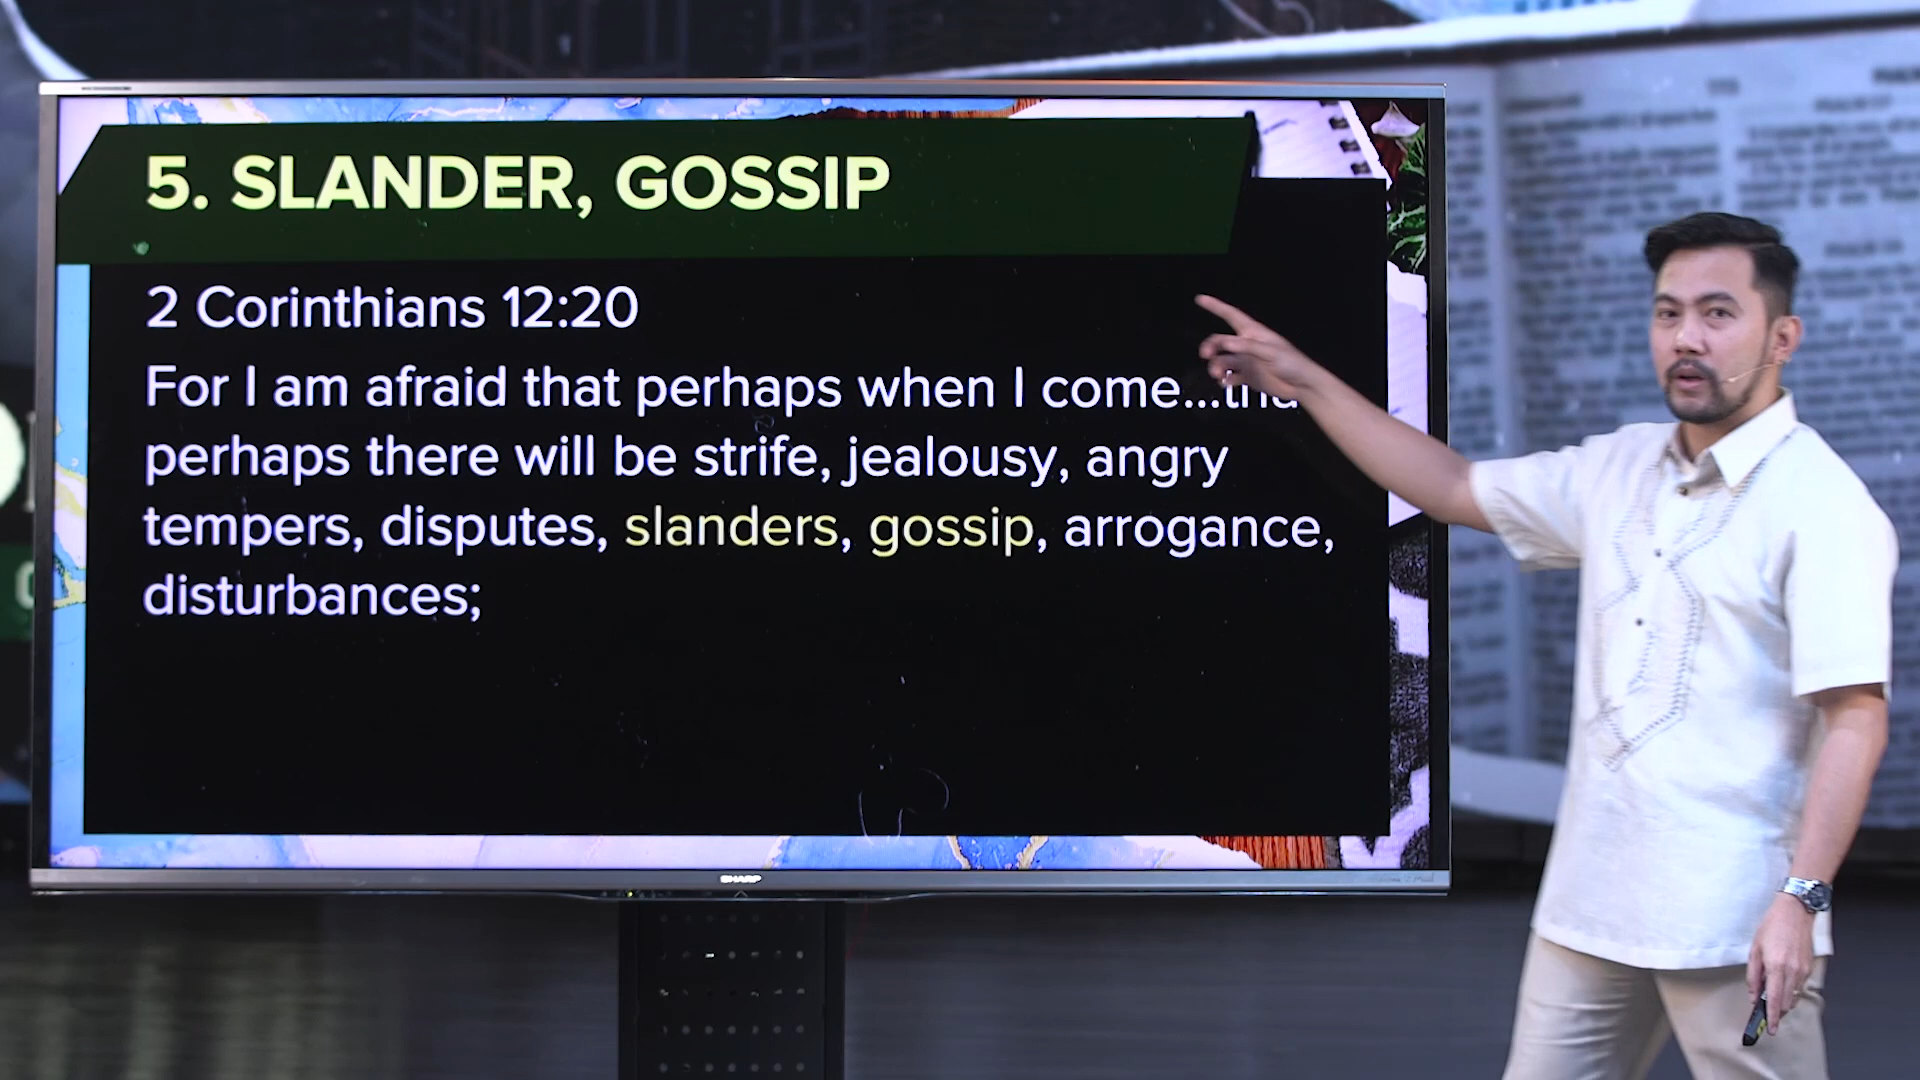 5. SLANDER, GOSSIP
2 Corinthians 12:20
For I am afraid that perhaps when I come...
perhaps there will be strife, jealousy, angry
tempers, disputes, slanders, gossip, arrogance,
disturbances;
SHARP